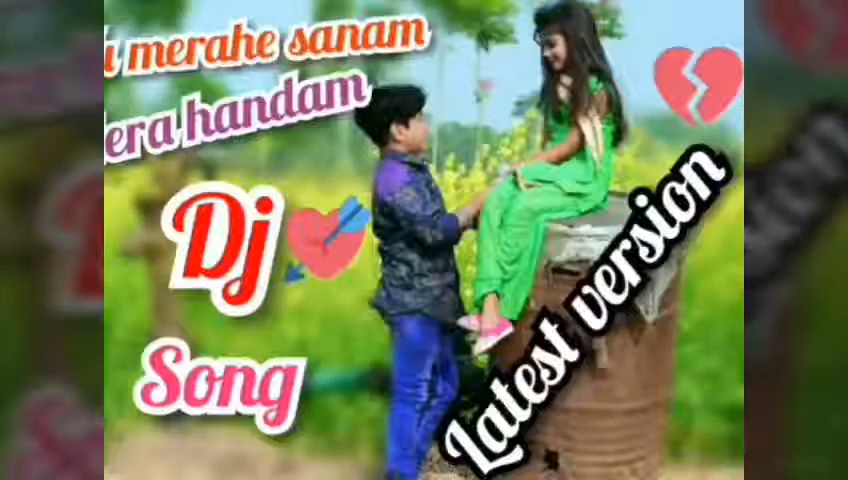 merahe sanam
era handam
Dj
Song
Latest version